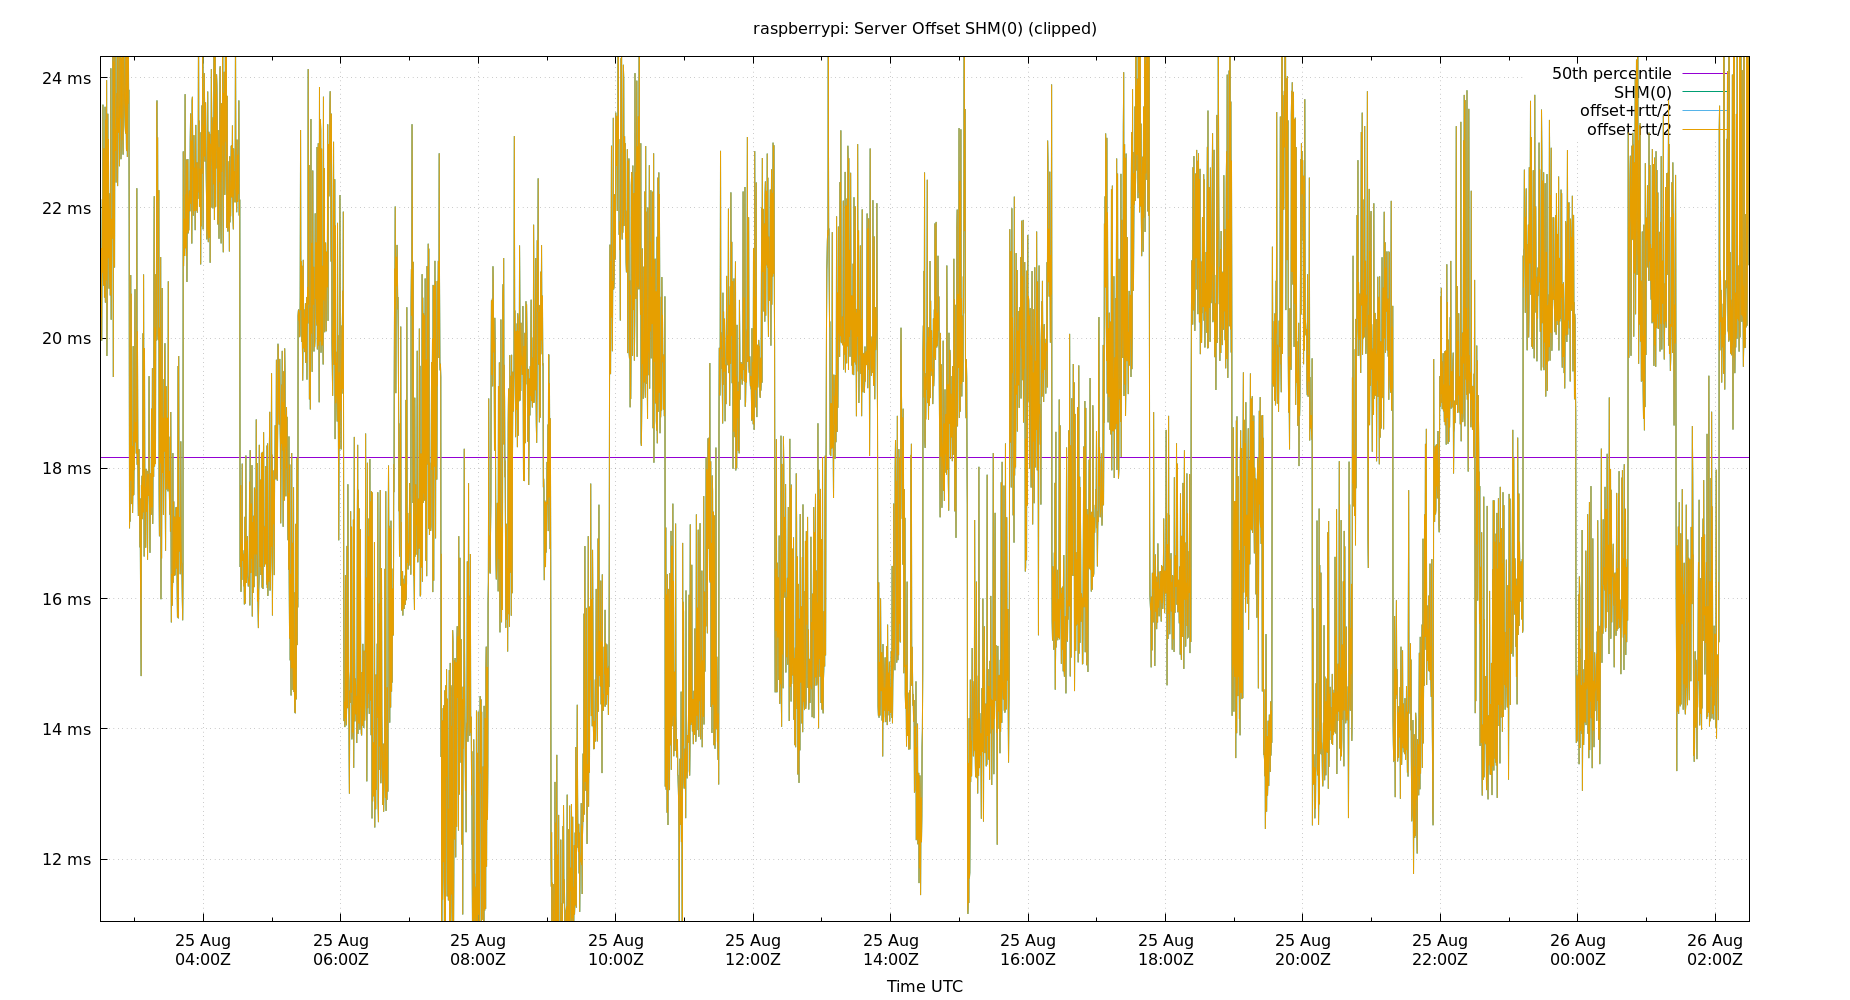 raspberrypi: Server Offset SHM(0) (clipped)
50th percentile
SHM(0)
offset+rtt/2
offset-rtt/2
24 ms
22 ms
20 ms
18 ms
16 ms
14 ms
12 ms
25 Aug 25 Aug 25 Aug 25 Aug 25 Aug 25 Aug 25 Aug 25 Aug 25 Aug 25 Aug 26 Aug 26 Aug
04:00Z 06:00Z 08:00Z 10:00Z 12:00Z 14:00Z 16:00Z 18:00Z 20:00Z 22:00Z 00:00Z 02:00Z
Time UTC